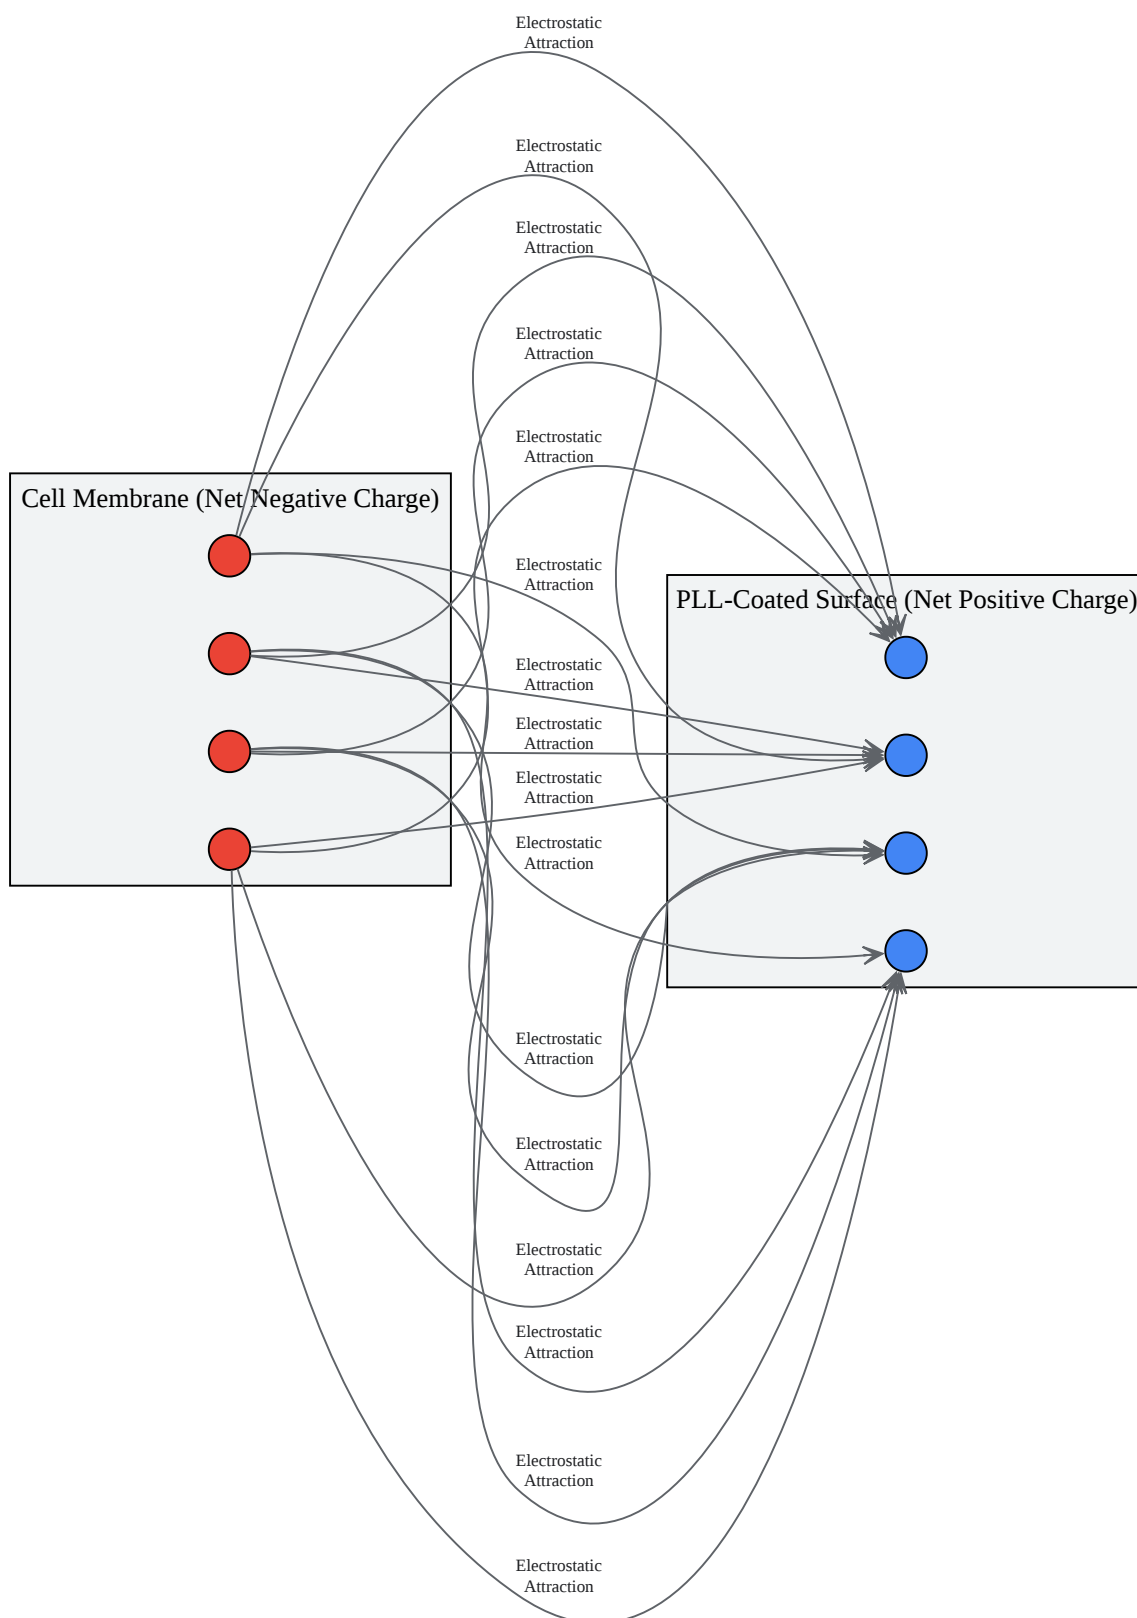 Electrostatic
Attraction
Electrostatic
Attraction
Electrostatic
Attraction
Electrostatic
Attraction
Electrostatic
Attraction
Cell Membrane (Net Negative Charge)
Electrostatic
Attraction
PLL-Coated Surface (Net Positive Charge)
Electrostatic
Attraction
Electrostatic
Attraction
Electrostatic
Attraction
Electrostatic
Attraction
Electrostatic
Attraction
Electrostatic
Attraction
Electrostatic
Attraction
Electrostatic
Attraction
Electrostatic
Attraction
Electrostatic
Attraction